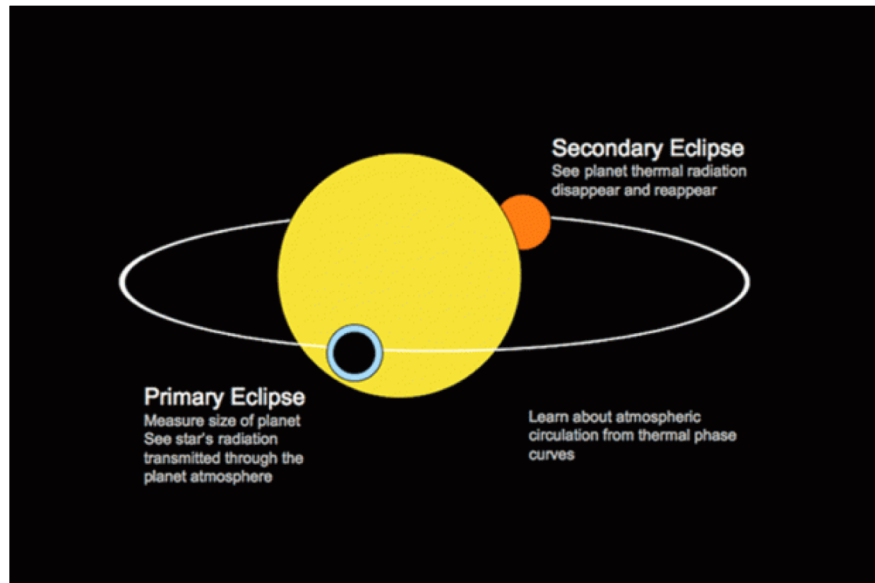 Secondary Eclipse
See planet thermal radiation
disappear and reappear
Primary Eclipse
Measure size of planet
See star's radiation
transmitted through the
planet atmosphere
Learn about atmospheric
circulation from thermal phase
curves